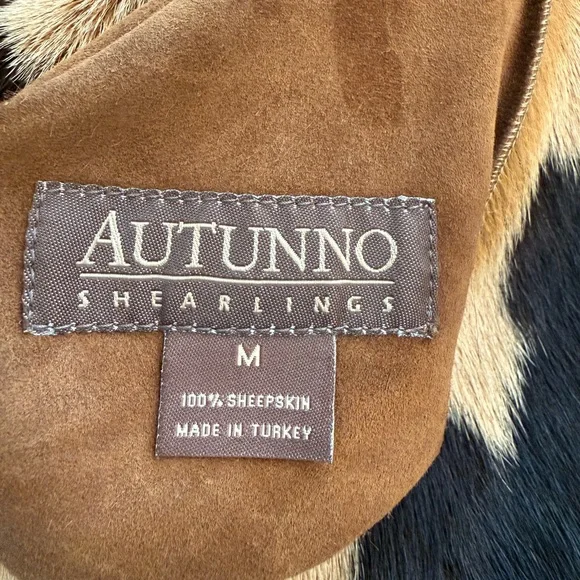 AUTUNNO
SHEARLINGS
M
100% SHEEPSKIN
MADE IN TURKEY